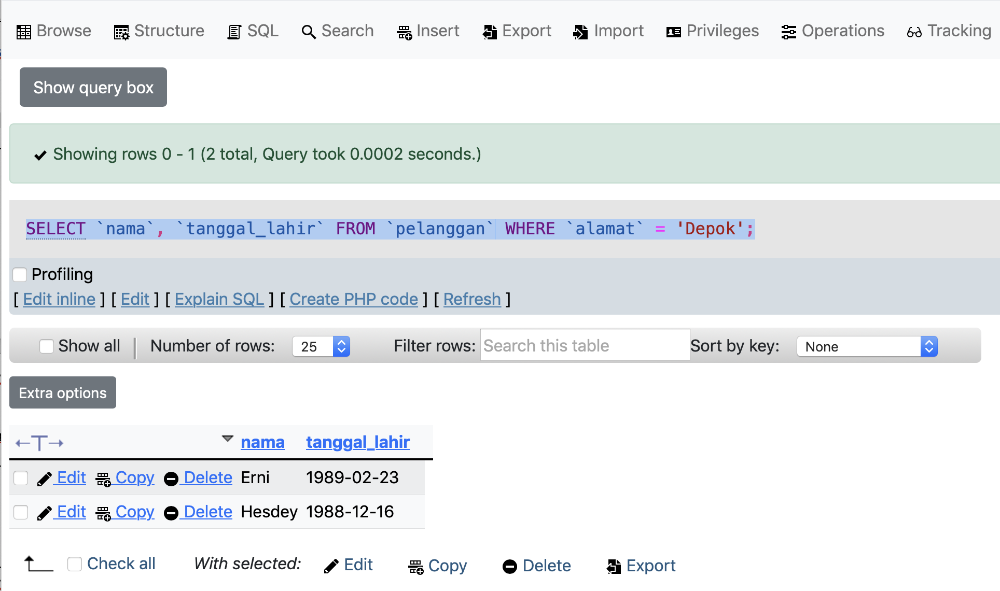 Browse Structure SQL Search Insert Export Import Privileges Operations Tracking
Show query box
Showing rows 0 - 1 (2 total, Query took 0.0002 seconds.)
SELECT `nama`, `tanggal_lahir` FROM `pelanggan` WHERE `alamat` = 'Depok';
Profiling
[ Edit inline ] [ Edit ] [ Explain SQL ] [ Create PHP code ] [ Refresh ]
Show all | Number of rows: 25 Filter rows: Search this table Sort by key: None
Extra options
←T→ nama tanggal_lahir
Edit Copy Delete Erni 1989-02-23
Edit Copy Delete Hesdey 1988-12-16
Check all With selected: Edit Copy Delete Export